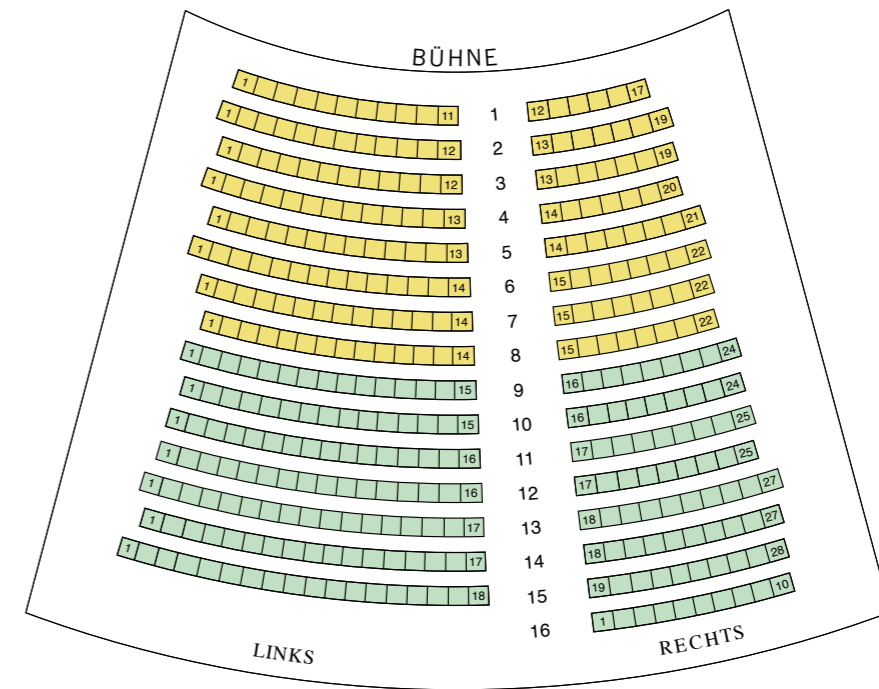 BÜHNE
1 11 1 12 17
1 12 2 13 19
1 12 3 13 19
1 13 4 14 20
1 13 5 14 21
1 14 6 15 22
1 14 7 15 22
1 14 8 15 22
1 15 9 16 24
1 15 10 16 24
1 16 11 17 25
1 16 12 17 25
1 17 13 18 27
1 17 14 18 27
1 18 15 19 28
16 1 10
LINKS RECHTS